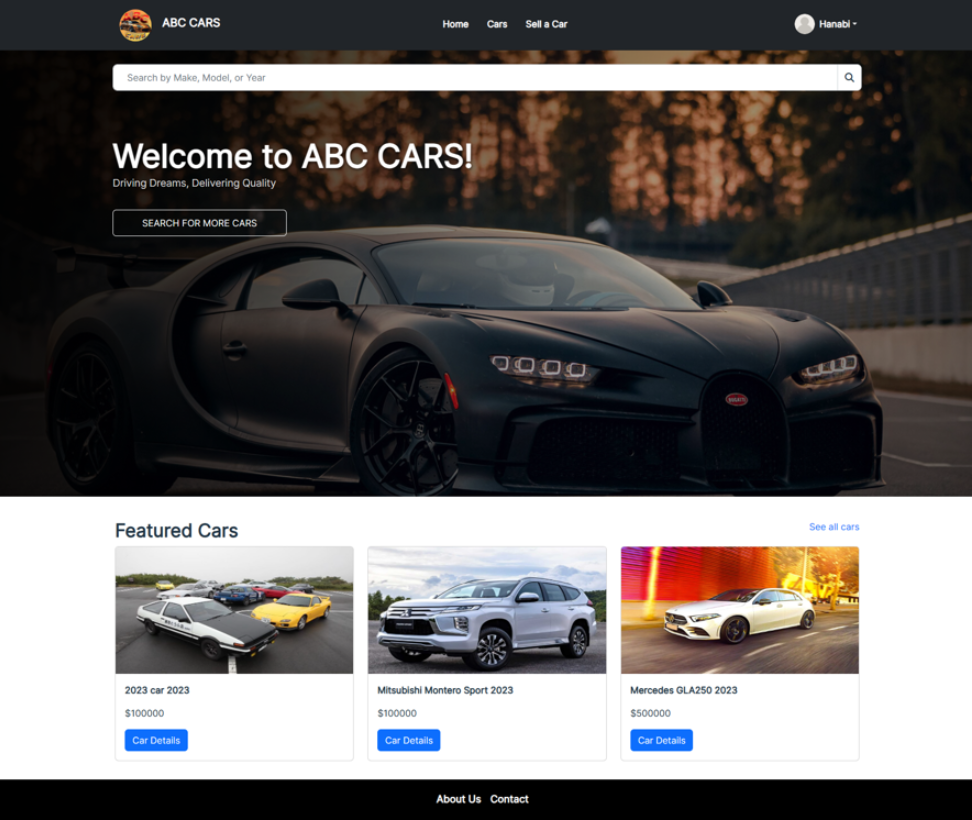 ABC CARS
Home Cars Sell a Car
Hanabi
Search by Make, Model, or Year
Welcome to ABC CARS!
Driving Dreams, Delivering Quality
SEARCH FOR MORE CARS
BUGATTI
Featured Cars
See all cars
2023 car 2023
$100000
Car Details
Mitsubishi Montero Sport 2023
$100000
Car Details
Mercedes GLA250 2023
$500000
Car Details
About Us Contact